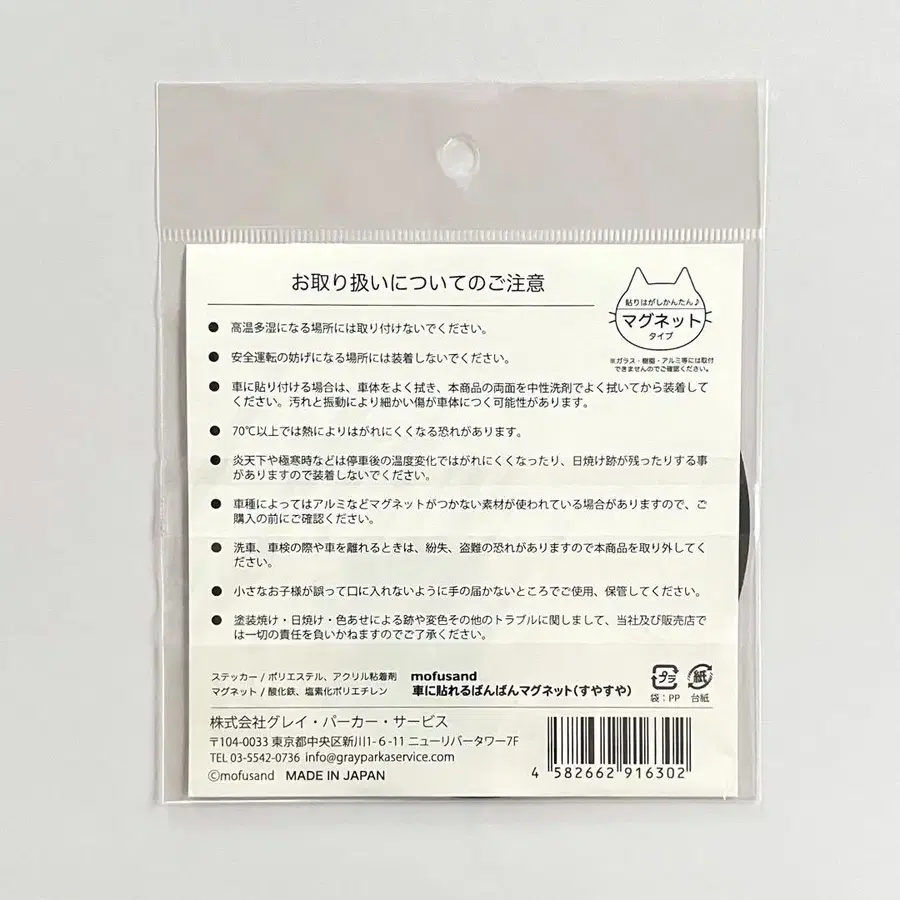 お取り扱いについてのご注意
貼りはがしかんたん♪
マグネット
タイプ
※ガラス・樹脂・アルミ等には取付
できませんのでご確認ください。
● 高温多湿になる場所には取り付けないでください。
● 安全運転の妨げになる場所には装着しないでください。
● 車に貼り付ける場合は、車体をよく拭き、本商品の両面を中性洗剤でよく拭いてから装着して
ください。汚れと振動により細かい傷が車体につく可能性があります。
● 70℃以上では熱によりはがれにくくなる恐れがあります。
● 炎天下や極寒時などは停車後の温度変化ではがれにくくなったり、日焼け跡が残ったりする事
がありますので装着しないでください。
● 車種によってはアルミなどマグネットがつかない素材が使われている場合がありますので、ご
購入の前にご確認ください。
● 洗車、車検の際や車を離れるときは、紛失、盗難の恐れがありますので本商品を取り外してく
ださい。
● 小さなお子様が誤って口に入れないように手の届かないところでご使用、保管してください。
● 塗装焼け・日焼け・色あせによる跡や変色その他のトラブルに関しまして、当社及び販売店で
は一切の責任を負いかねますのでご了承ください。
ステッカー / ポリエステル、アクリル粘着剤
マグネット / 酸化鉄、塩素化ポリエチレン
mofusand
車に貼れるばんばんマグネット(すやすや)
プラ
袋：PP
紙
台紙
株式会社グレイ・パーカー・サービス
〒104-0033 東京都中央区新川1-6-11 ニューリバータワー7F
TEL 03-5542-0736 info@grayparkaservice.com
©mofusand MADE IN JAPAN
4 582662 916302